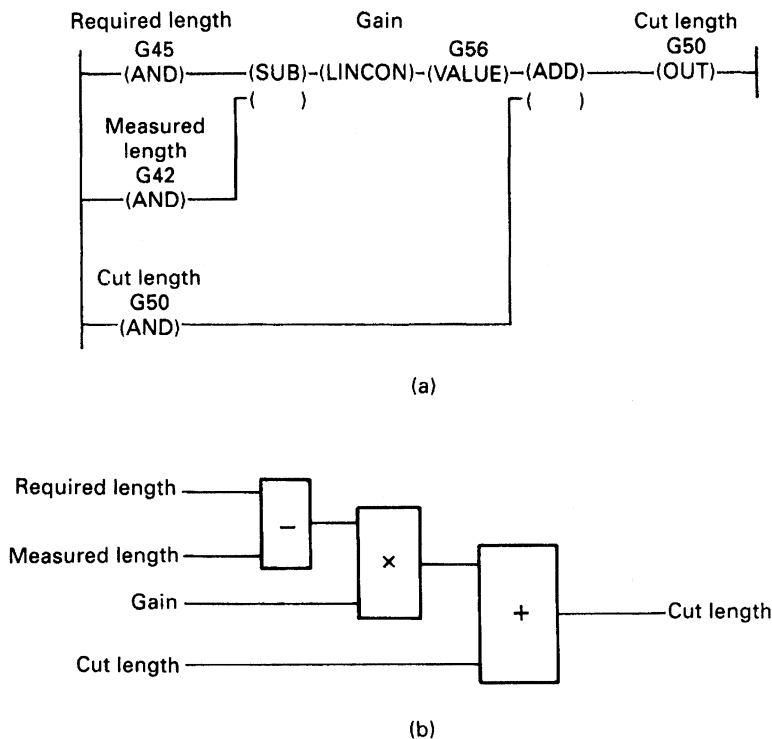 Required length Gain Cut length
G45 G56 G50
(AND) (SUB) (LINCON) (VALUE) (ADD) (OUT)
( ) ( )
Measured
length
G42
(AND)
Cut length
G50
(AND)
(a)
Required length
−
Measured length
×
Gain
+
Cut length
Cut length
(b)